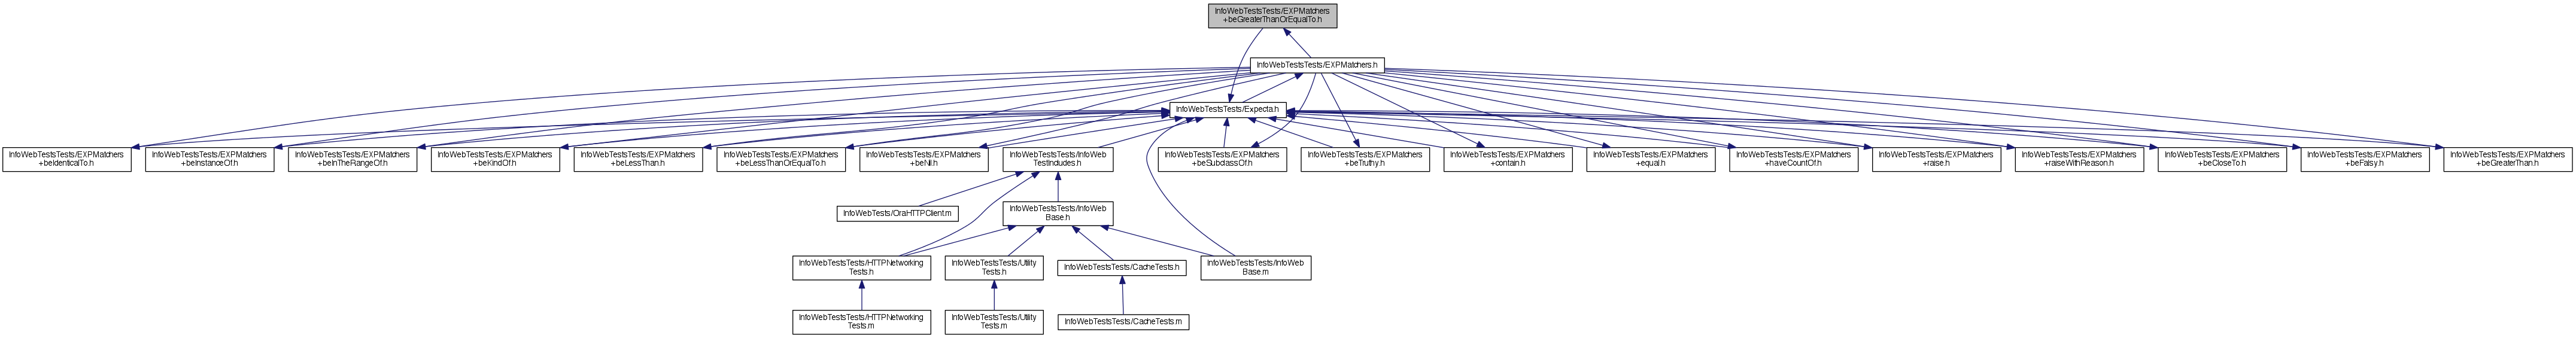 InfoWebTestsTests/EXPMatchers
+beGreaterThanOrEqualTo.h
InfoWebTestsTests/EXPMatchers.h
InfoWebTestsTests/Expecta.h
InfoWebTestsTests/EXPMatchers
+beIdenticalTo.h
InfoWebTestsTests/EXPMatchers
+beInstanceOf.h
InfoWebTestsTests/EXPMatchers
+beInTheRangeOf.h
InfoWebTestsTests/EXPMatchers
+beKindOf.h
InfoWebTestsTests/EXPMatchers
+beLessThan.h
InfoWebTestsTests/EXPMatchers
+beLessThanOrEqualTo.h
InfoWebTestsTests/EXPMatchers
+beNil.h
InfoWebTestsTests/InfoWeb
TestIncludes.h
InfoWebTestsTests/EXPMatchers
+beSubclassOf.h
InfoWebTestsTests/EXPMatchers
+beTruthy.h
InfoWebTestsTests/EXPMatchers
+contain.h
InfoWebTestsTests/EXPMatchers
+equal.h
InfoWebTestsTests/EXPMatchers
+haveCountOf.h
InfoWebTestsTests/EXPMatchers
+raise.h
InfoWebTestsTests/EXPMatchers
+raiseWithReason.h
InfoWebTestsTests/EXPMatchers
+beCloseTo.h
InfoWebTestsTests/EXPMatchers
+beFalsy.h
InfoWebTestsTests/EXPMatchers
+beGreaterThan.h
InfoWebTests/OraHTTPClient.m
InfoWebTestsTests/InfoWeb
Base.h
InfoWebTestsTests/HTTPNetworking
Tests.h
InfoWebTestsTests/Utility
Tests.h
InfoWebTestsTests/CacheTests.h
InfoWebTestsTests/InfoWeb
Base.m
InfoWebTestsTests/HTTPNetworking
Tests.m
InfoWebTestsTests/Utility
Tests.m
InfoWebTestsTests/CacheTests.m